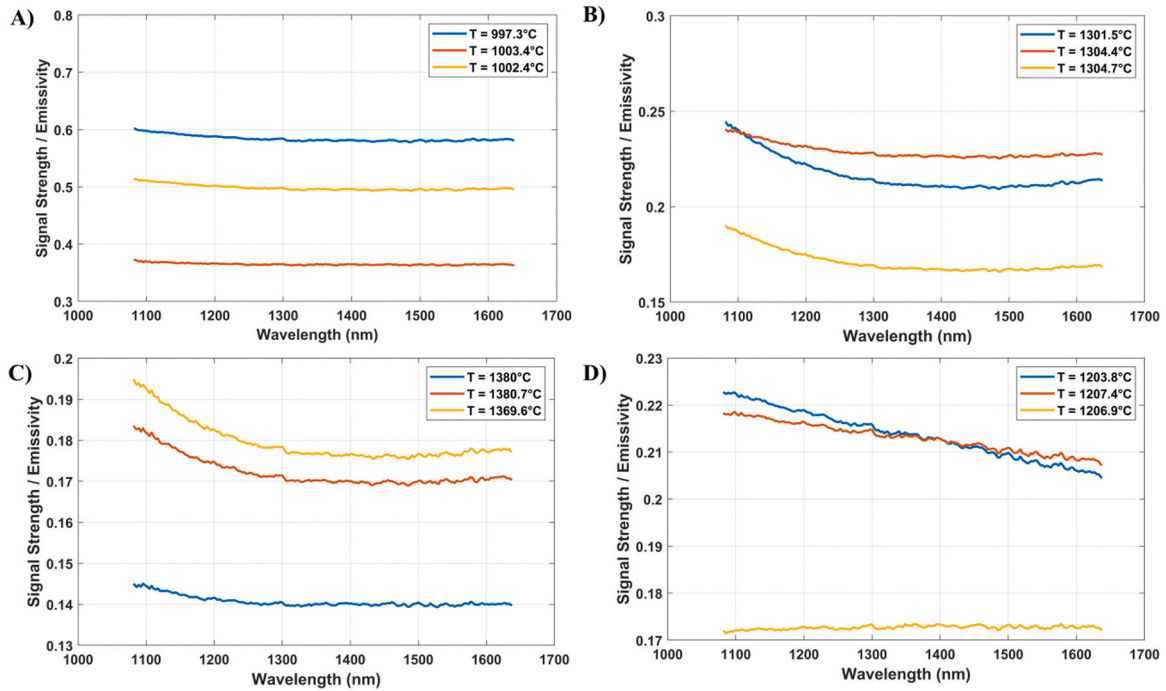 A)
Signal Strength / Emissivity
0.8
0.7
0.6
0.5
0.4
0.3
T = 997.3°C
T = 1003.4°C
T = 1002.4°C
1000 1100 1200 1300 1400 1500 1600 1700
Wavelength (nm)
B)
Signal Strength / Emissivity
0.3
0.25
0.2
0.15
T = 1301.5°C
T = 1304.4°C
T = 1304.7°C
1000 1100 1200 1300 1400 1500 1600 1700
Wavelength (nm)
C)
Signal Strength / Emissivity
0.2
0.19
0.18
0.17
0.16
0.15
0.14
0.13
T = 1380°C
T = 1380.7°C
T = 1369.6°C
1000 1100 1200 1300 1400 1500 1600 1700
Wavelength (nm)
D)
Signal Strength / Emissivity
0.23
0.22
0.21
0.2
0.19
0.18
0.17
T = 1203.8°C
T = 1207.4°C
T = 1206.9°C
1000 1100 1200 1300 1400 1500 1600 1700
Wavelength (nm)